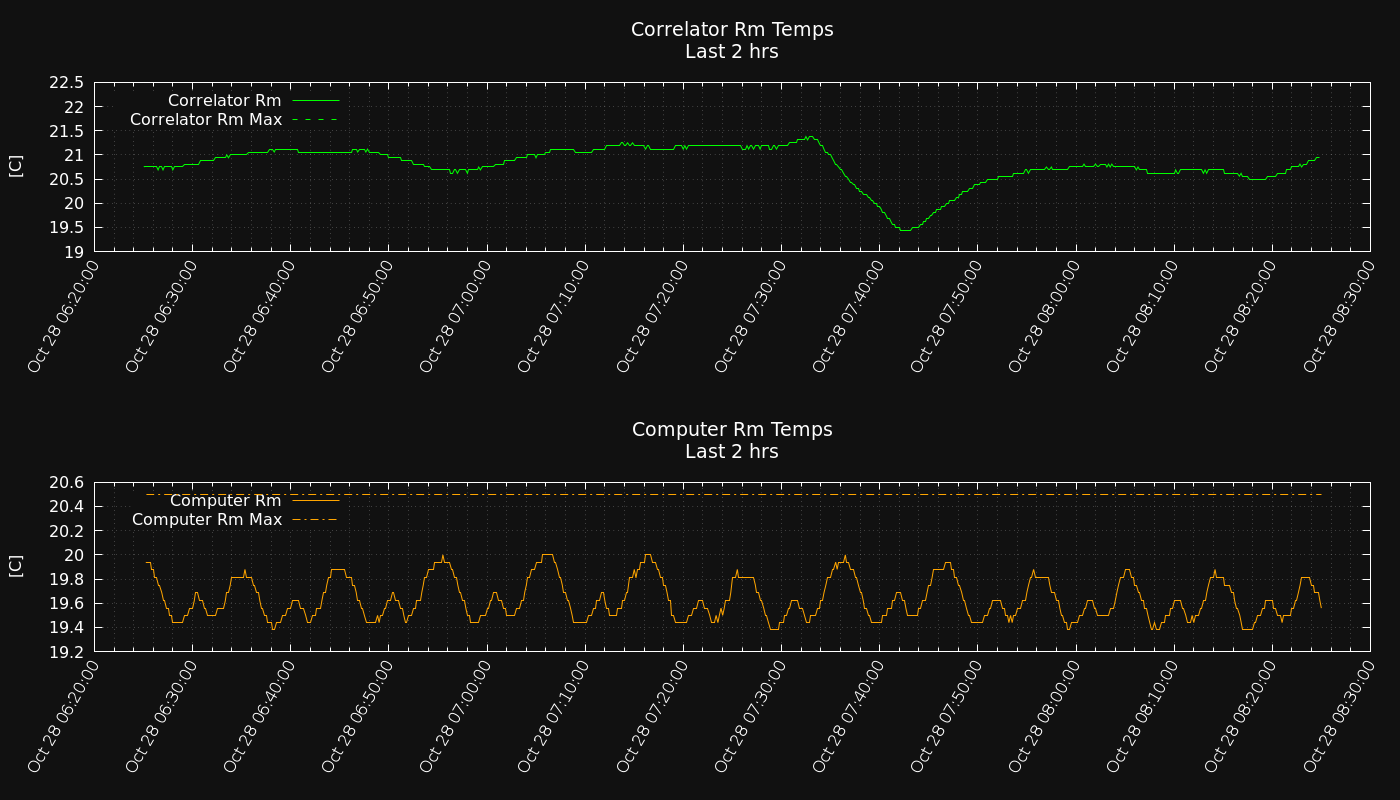 Correlator Rm Temps
Last 2 hrs
22.5
22
21.5
21
20.5
20
19.5
19
[C]
Correlator Rm
Correlator Rm Max
Oct 28 06:20:00
Oct 28 06:30:00
Oct 28 06:40:00
Oct 28 06:50:00
Oct 28 07:00:00
Oct 28 07:10:00
Oct 28 07:20:00
Oct 28 07:30:00
Oct 28 07:40:00
Oct 28 07:50:00
Oct 28 08:00:00
Oct 28 08:10:00
Oct 28 08:20:00
Oct 28 08:30:00
Computer Rm Temps
Last 2 hrs
20.6
20.4
20.2
20
19.8
19.6
19.4
19.2
[C]
Computer Rm
Computer Rm Max
Oct 28 06:20:00
Oct 28 06:30:00
Oct 28 06:40:00
Oct 28 06:50:00
Oct 28 07:00:00
Oct 28 07:10:00
Oct 28 07:20:00
Oct 28 07:30:00
Oct 28 07:40:00
Oct 28 07:50:00
Oct 28 08:00:00
Oct 28 08:10:00
Oct 28 08:20:00
Oct 28 08:30:00